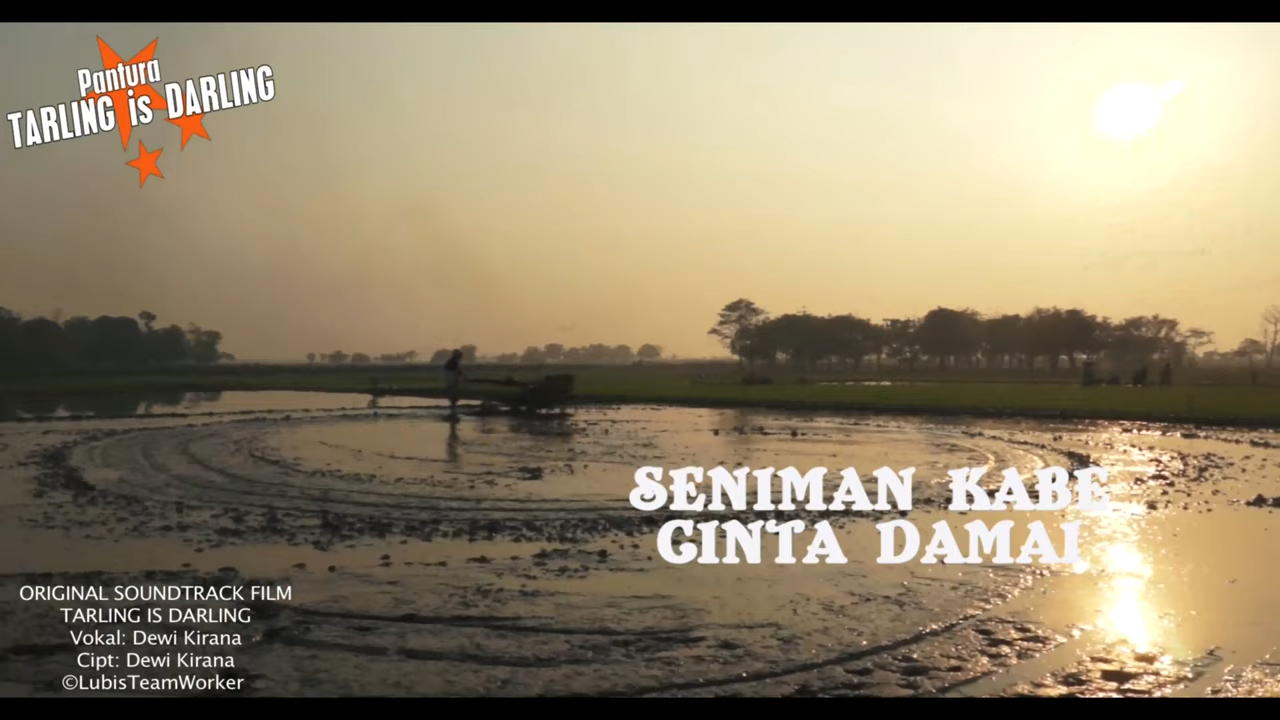 Pantura
TARLING is DARLING
SENIMAN KABE
CINTA DAMAI
ORIGINAL SOUNDTRACK FILM
TARLING IS DARLING
Vokal: Dewi Kirana
Cipt: Dewi Kirana
©LubisTeamWorker